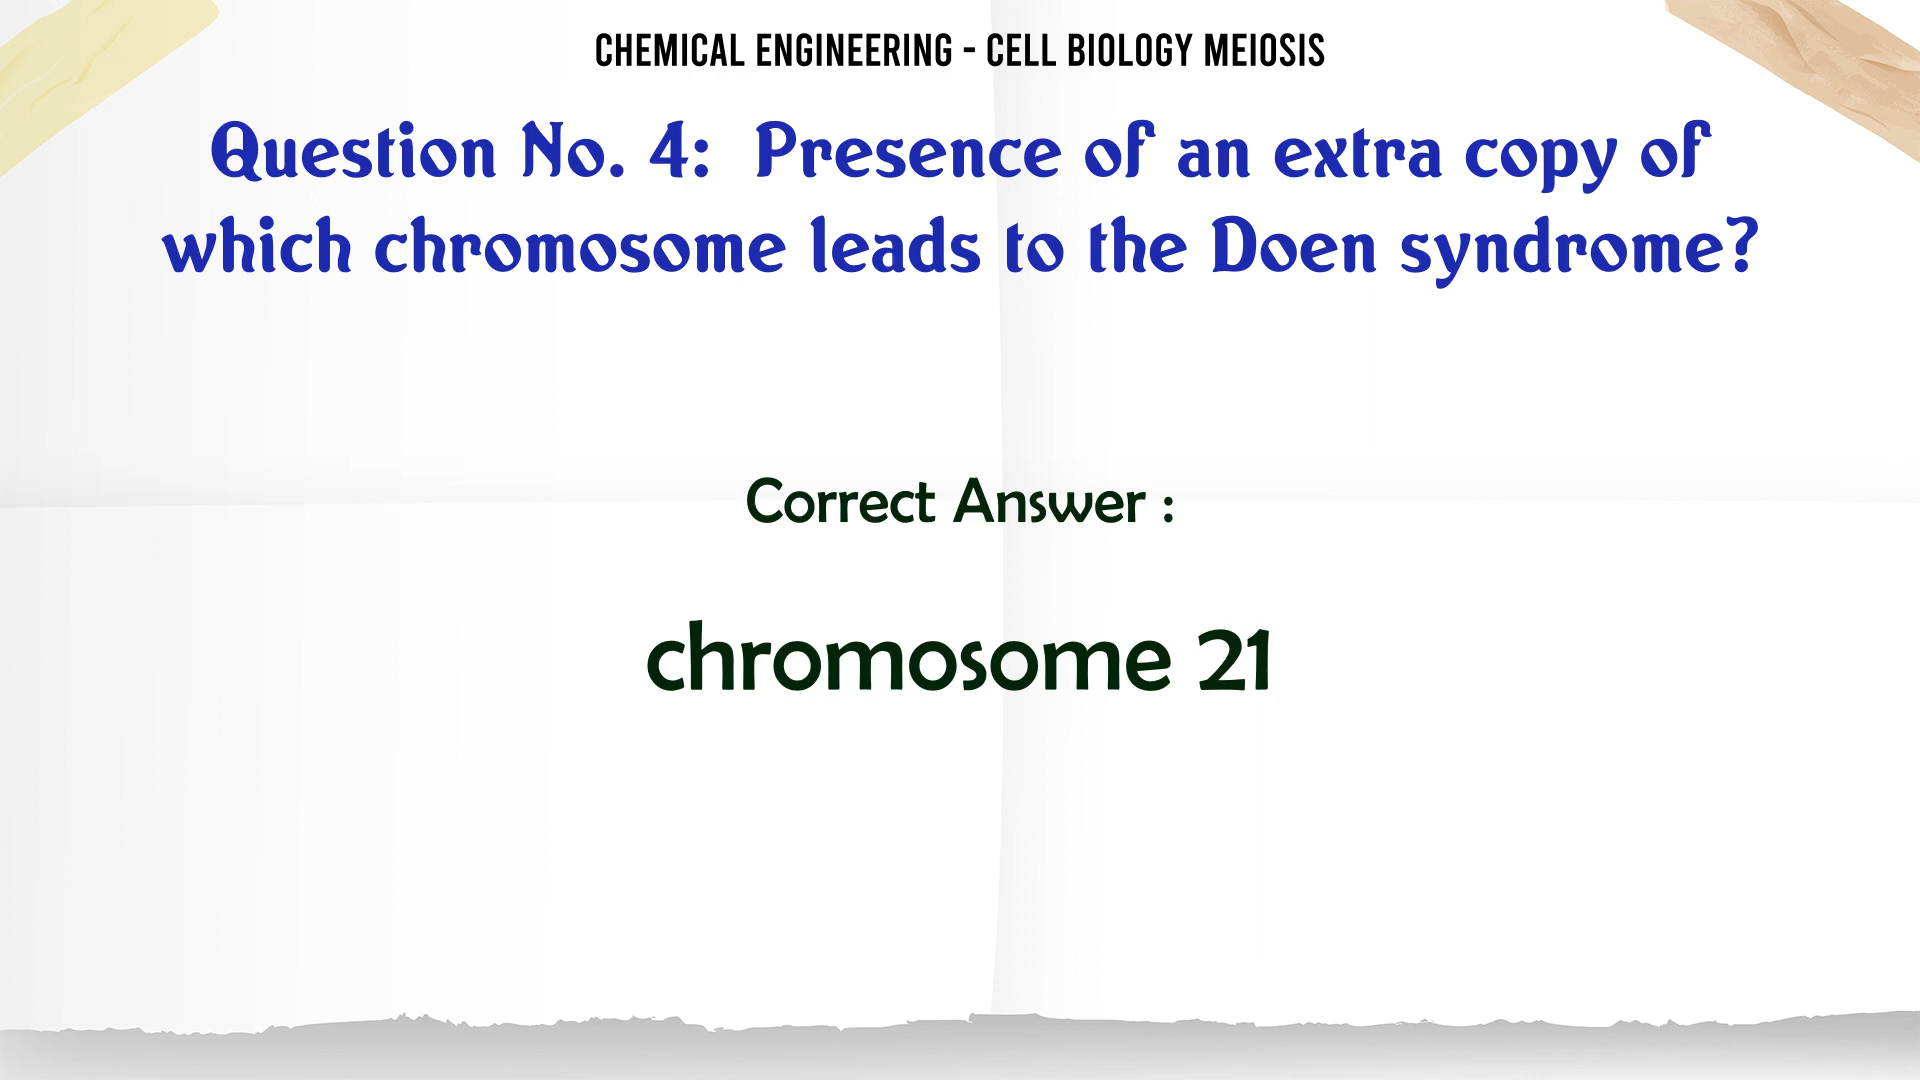 CHEMICAL ENGINEERING - CELL BIOLOGY MEIOSIS
Question No. 4:  Presence of an extra copy of
which chromosome leads to the Doen syndrome?
Correct Answer :
chromosome 21